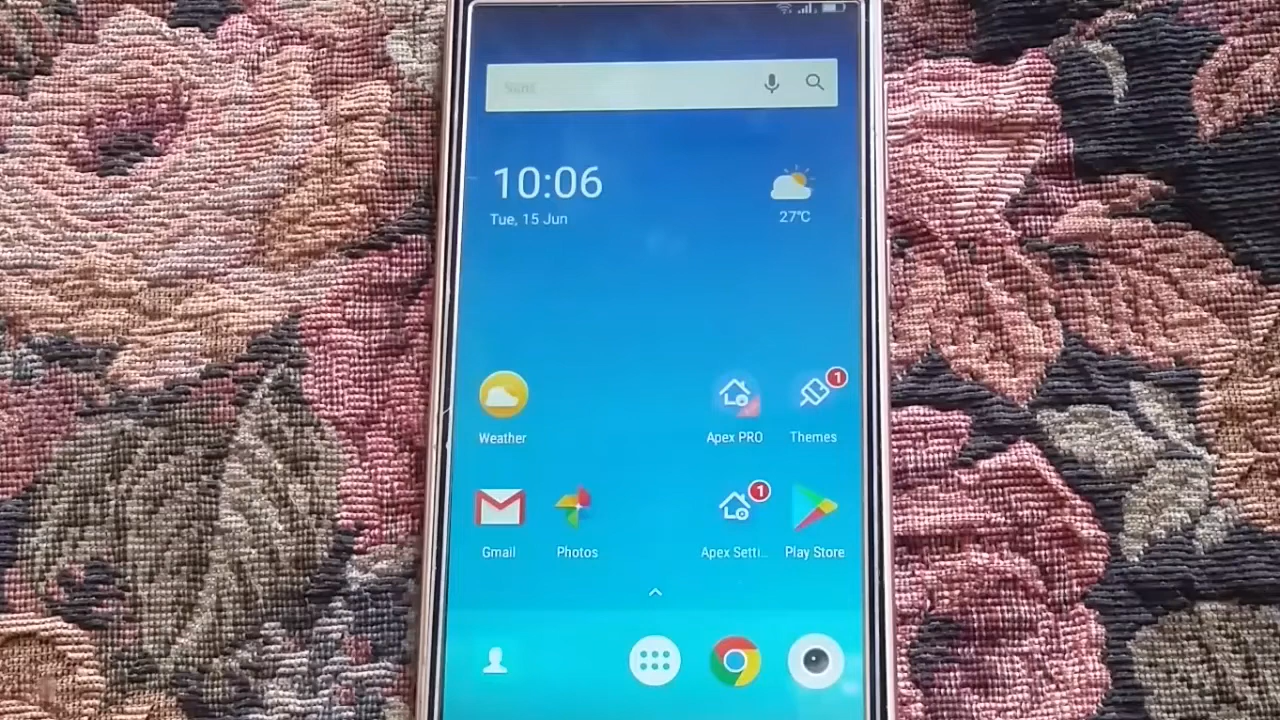 10:06
Tue, 15 Jun
27°C
Weather
Apex PRO
Themes
1
Gmail
Photos
Apex Setti..
1
Play Store